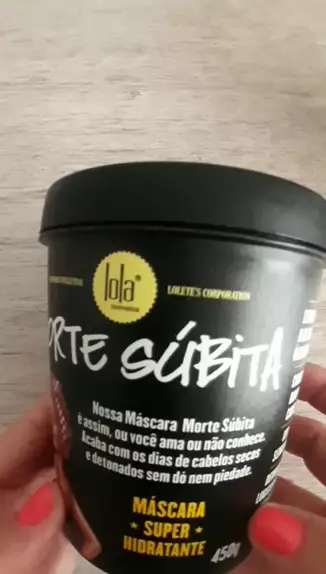 lola
LOLETE'S CORPORATION
RTE SÚBITA
Nossa Máscara Morte Súbita
é assim, ou você ama ou não conhece.
Acaba com os dias de cabelos secos
e detonados sem dó nem piedade.
MÁSCARA
SUPER
HIDRATANTE
450g